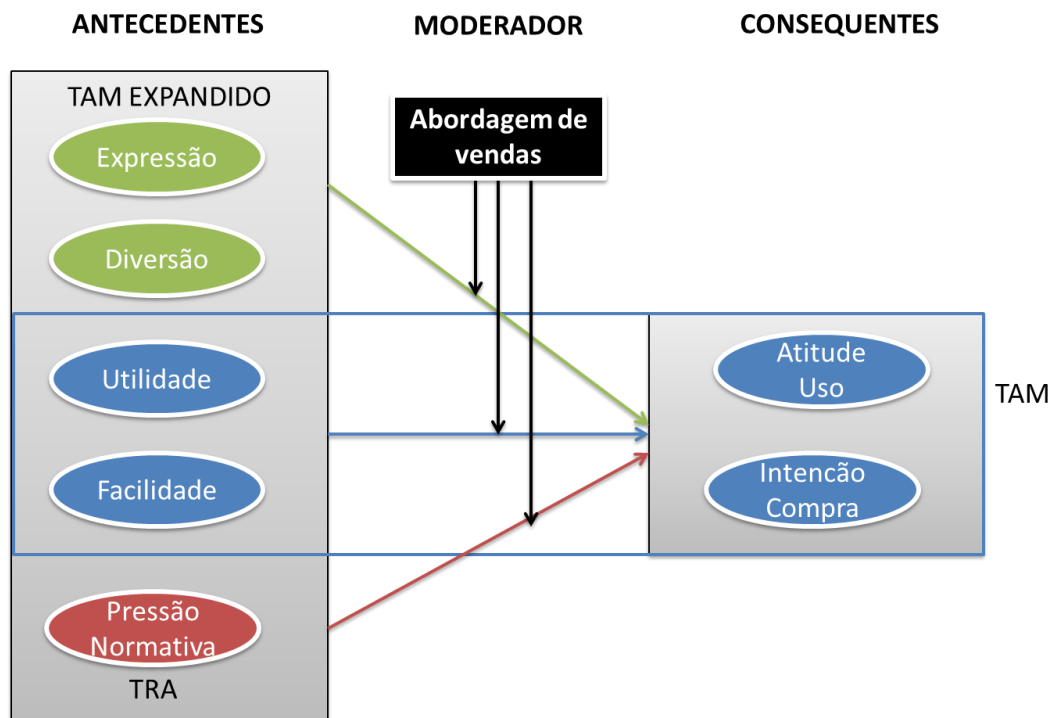 ANTECEDENTES
MODERADOR
CONSEQUENTES
TAM EXPANDIDO
Expressão
Diversão
Utilidade
Facilidade
Pressão
Normativa
TRA
Abordagem de
vendas
Atitude
Uso
Intencão
Compra
TAM